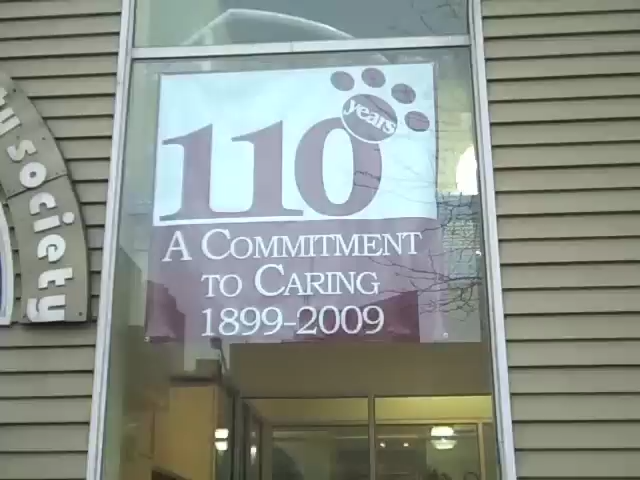 years
110
A COMMITMENT
TO CARING
1899-2009
society